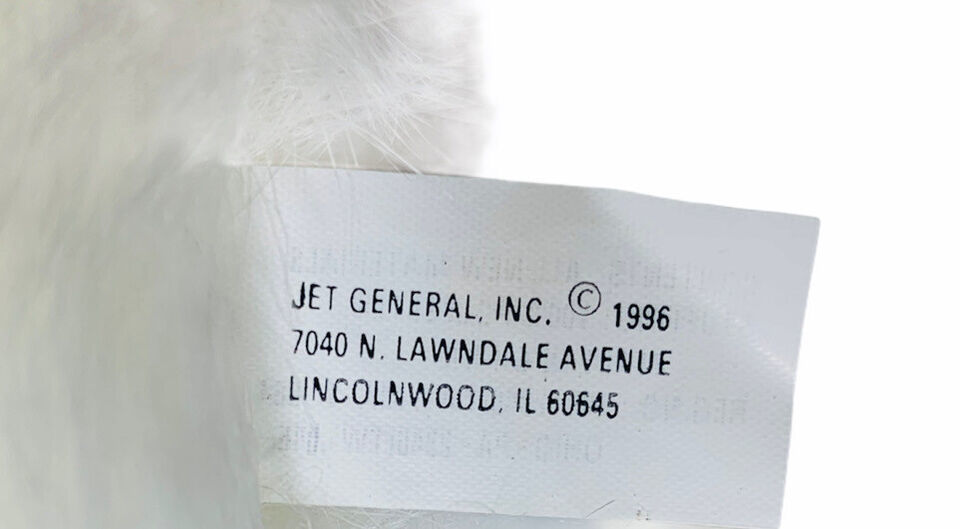 JET GENERAL, INC. © 1996
7040 N. LAWNDALE AVENUE
LINCOLNWOOD, IL 60645